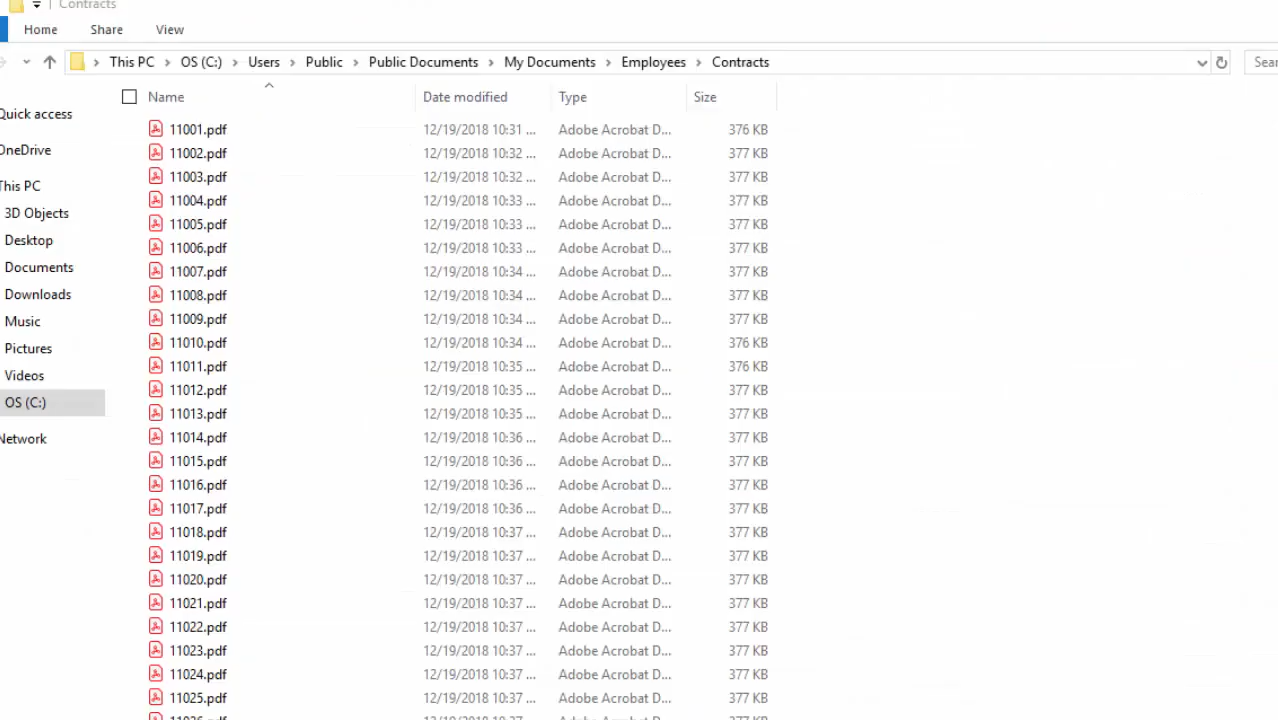 Contracts
Home Share View
This PC OS (C:) Users Public Public Documents My Documents Employees Contracts Sear
Name Date modified Type Size
Quick access
OneDrive
This PC
3D Objects
Desktop
Documents
Downloads
Music
Pictures
Videos
OS (C:)
Network
11001.pdf 12/19/2018 10:31 ... Adobe Acrobat D... 376 KB
11002.pdf 12/19/2018 10:32 ... Adobe Acrobat D... 377 KB
11003.pdf 12/19/2018 10:32 ... Adobe Acrobat D... 377 KB
11004.pdf 12/19/2018 10:33 ... Adobe Acrobat D... 377 KB
11005.pdf 12/19/2018 10:33 ... Adobe Acrobat D... 377 KB
11006.pdf 12/19/2018 10:33 ... Adobe Acrobat D... 377 KB
11007.pdf 12/19/2018 10:34 ... Adobe Acrobat D... 377 KB
11008.pdf 12/19/2018 10:34 ... Adobe Acrobat D... 377 KB
11009.pdf 12/19/2018 10:34 ... Adobe Acrobat D... 377 KB
11010.pdf 12/19/2018 10:34 ... Adobe Acrobat D... 377 KB
11011.pdf 12/19/2018 10:35 ... Adobe Acrobat D... 376 KB
11012.pdf 12/19/2018 10:35 ... Adobe Acrobat D... 377 KB
11013.pdf 12/19/2018 10:35 ... Adobe Acrobat D... 377 KB
11014.pdf 12/19/2018 10:36 ... Adobe Acrobat D... 377 KB
11015.pdf 12/19/2018 10:36 ... Adobe Acrobat D... 377 KB
11016.pdf 12/19/2018 10:36 ... Adobe Acrobat D... 377 KB
11017.pdf 12/19/2018 10:36 ... Adobe Acrobat D... 377 KB
11018.pdf 12/19/2018 10:37 ... Adobe Acrobat D... 377 KB
11019.pdf 12/19/2018 10:37 ... Adobe Acrobat D... 377 KB
11020.pdf 12/19/2018 10:37 ... Adobe Acrobat D... 377 KB
11021.pdf 12/19/2018 10:37 ... Adobe Acrobat D... 377 KB
11022.pdf 12/19/2018 10:37 ... Adobe Acrobat D... 377 KB
11023.pdf 12/19/2018 10:37 ... Adobe Acrobat D... 377 KB
11024.pdf 12/19/2018 10:37 ... Adobe Acrobat D... 377 KB
11025.pdf 12/19/2018 10:37 ... Adobe Acrobat D... 377 KB